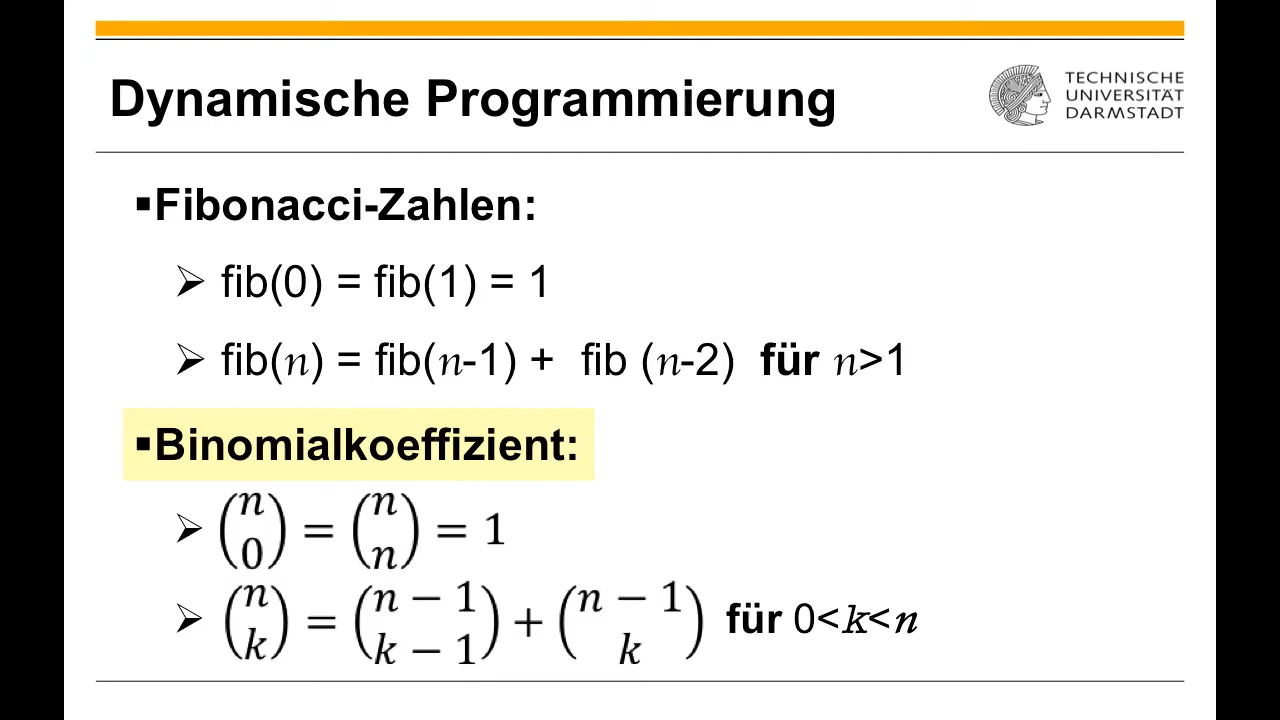 Dynamische Programmierung
TECHNISCHE
UNIVERSITÄT
DARMSTADT
▪Fibonacci-Zahlen:
➢ fib(0) = fib(1) = 1
➢ fib(n) = fib(n-1) + fib (n-2) für n>1
▪Binomialkoeffizient:
➢ (n 0) = (n n) = 1
➢ (n k) = (n − 1 k − 1) + (n − 1 k) für 0<k<n